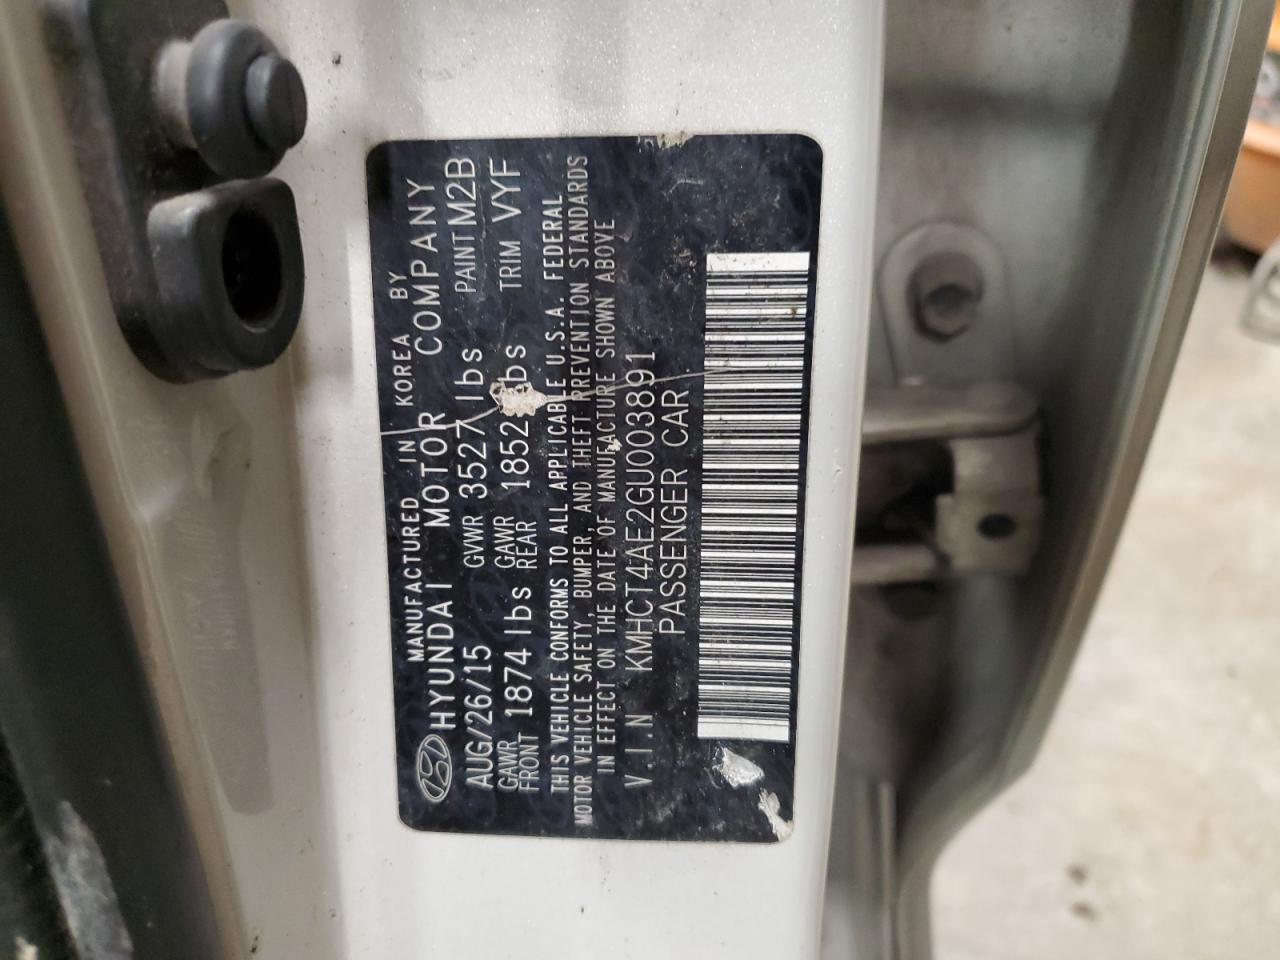 MANUFACTURED IN KOREA BY
HYUNDAI MOTOR COMPANY
AUG/26/15 GVWR 3527 lbs PAINT M2B
GAWR FRONT 1874 lbs GAWR REAR 1852 lbs TRIM VYF
THIS VEHICLE CONFORMS TO ALL APPLICABLE U.S.A. FEDERAL
MOTOR VEHICLE SAFETY, BUMPER, AND THEFT PREVENTION STANDARDS
IN EFFECT ON THE DATE OF MANUFACTURE SHOWN ABOVE
V.I.N KMHCT4AE2GU003891
PASSENGER CAR